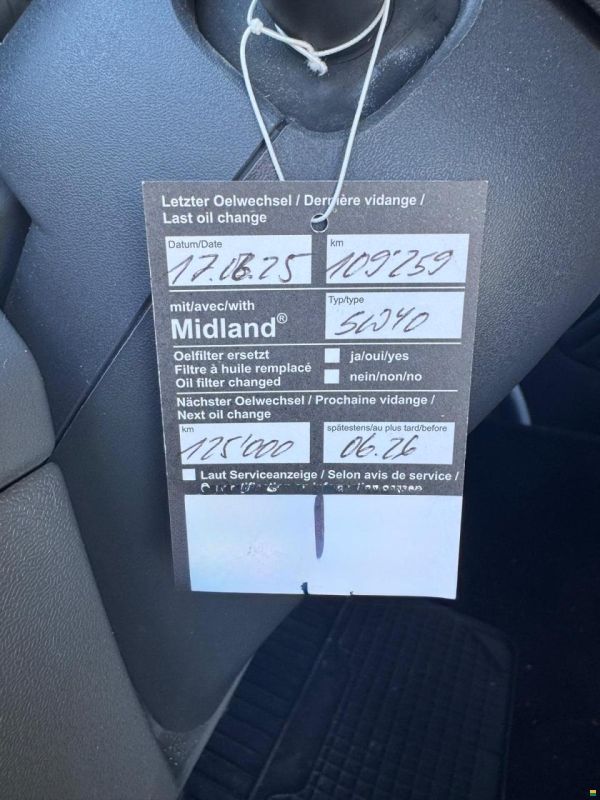 Letzter Oelwechsel / Dernière vidange /
Last oil change
Datum/Date
17.06.25
km
109'259
mit/avec/with
Midland®
Typ/type
5W40
Oelfilter ersetzt
Filtre à huile remplacé
Oil filter changed
ja/oui/yes
nein/non/no
Nächster Oelwechsel / Prochaine vidange /
Next oil change
km
125'000
spätestens/au plus tard/before
06.26
Laut Serviceanzeige / Selon avis de service /